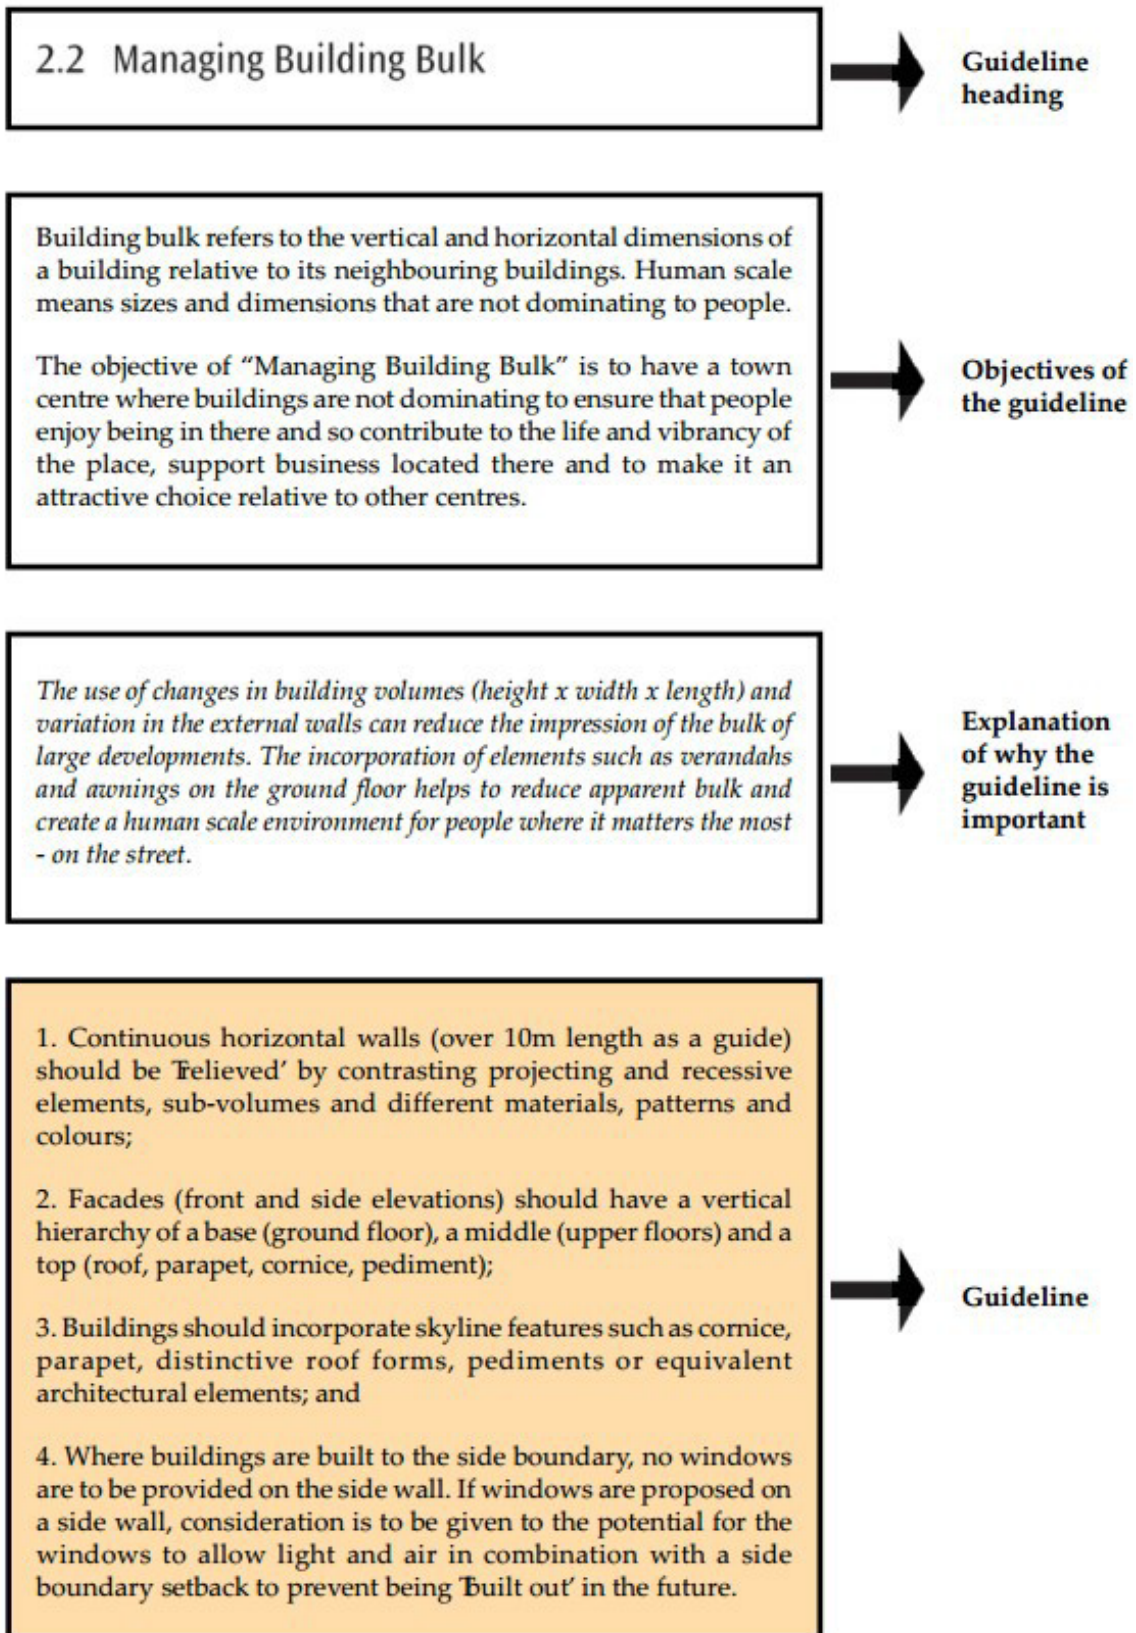 2.2 Managing Building Bulk
Guideline
heading
Building bulk refers to the vertical and horizontal dimensions of
a building relative to its neighbouring buildings. Human scale
means sizes and dimensions that are not dominating to people.
The objective of “Managing Building Bulk” is to have a town
centre where buildings are not dominating to ensure that people
enjoy being in there and so contribute to the life and vibrancy of
the place, support business located there and to make it an
attractive choice relative to other centres.
Objectives of
the guideline
The use of changes in building volumes (height x width x length) and
variation in the external walls can reduce the impression of the bulk of
large developments. The incorporation of elements such as verandahs
and awnings on the ground floor helps to reduce apparent bulk and
create a human scale environment for people where it matters the most
- on the street.
Explanation
of why the
guideline is
important
1. Continuous horizontal walls (over 10m length as a guide)
should be ‘relieved’ by contrasting projecting and recessive
elements, sub-volumes and different materials, patterns and
colours;
2. Facades (front and side elevations) should have a vertical
hierarchy of a base (ground floor), a middle (upper floors) and a
top (roof, parapet, cornice, pediment);
3. Buildings should incorporate skyline features such as cornice,
parapet, distinctive roof forms, pediments or equivalent
architectural elements; and
4. Where buildings are built to the side boundary, no windows
are to be provided on the side wall. If windows are proposed on
a side wall, consideration is to be given to the potential for the
windows to allow light and air in combination with a side
boundary setback to prevent being ‘built out’ in the future.
Guideline